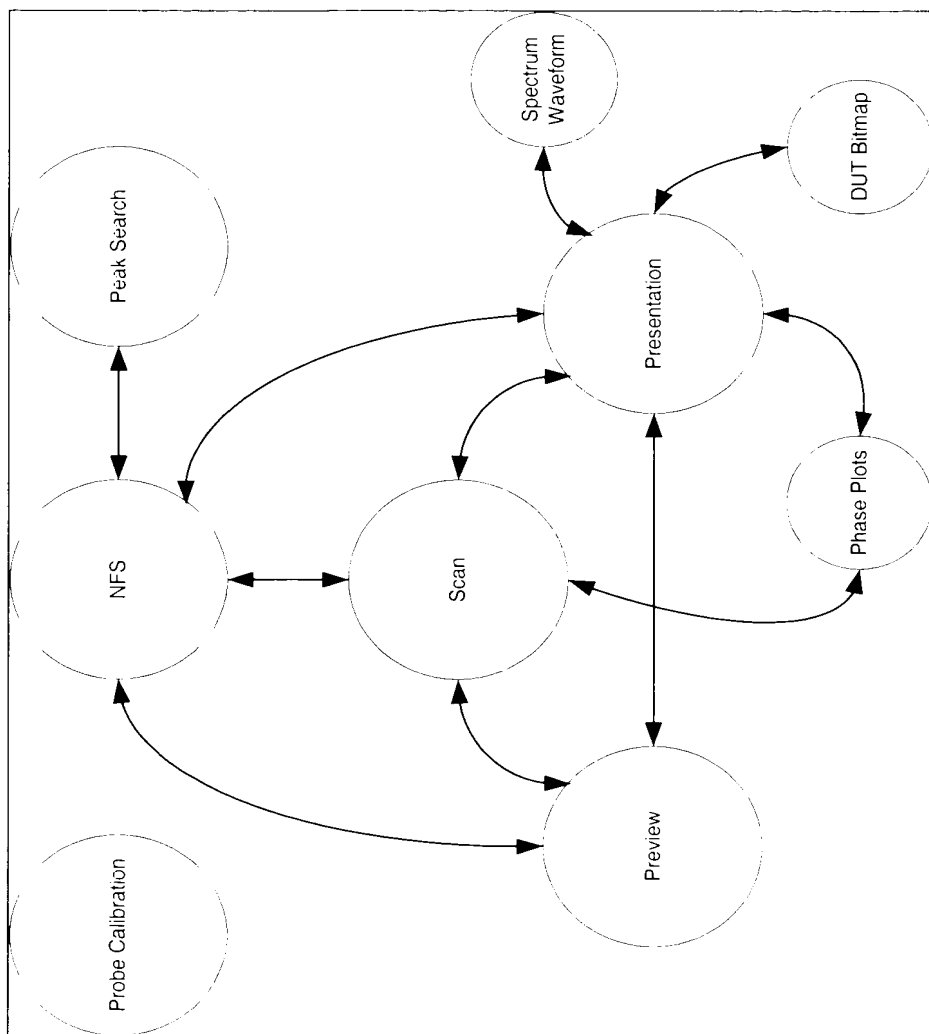 Probe Calibration
NFS
Peak Search
Spectrum
Waveform
Scan
Preview
Presentation
DUT Bitmap
Phase Plots